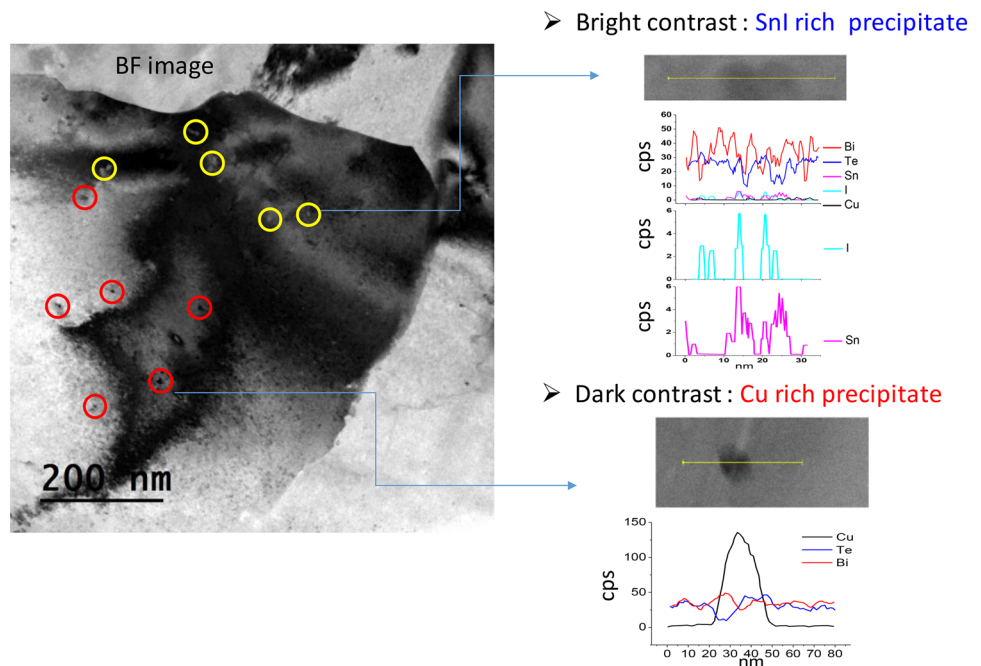 ➤ Bright contrast : SnI rich precipitate
BF image
60
50
40
30
20
10
0
cps
Bi
Te
Sn
I
Cu
6
4
2
0
cps
I
6
4
2
0
cps
Sn
0 10 20 30
nm
➤ Dark contrast : Cu rich precipitate
200 nm
150
100
50
0
cps
Cu
Te
Bi
0 10 20 30 40 50 60 70 80
nm